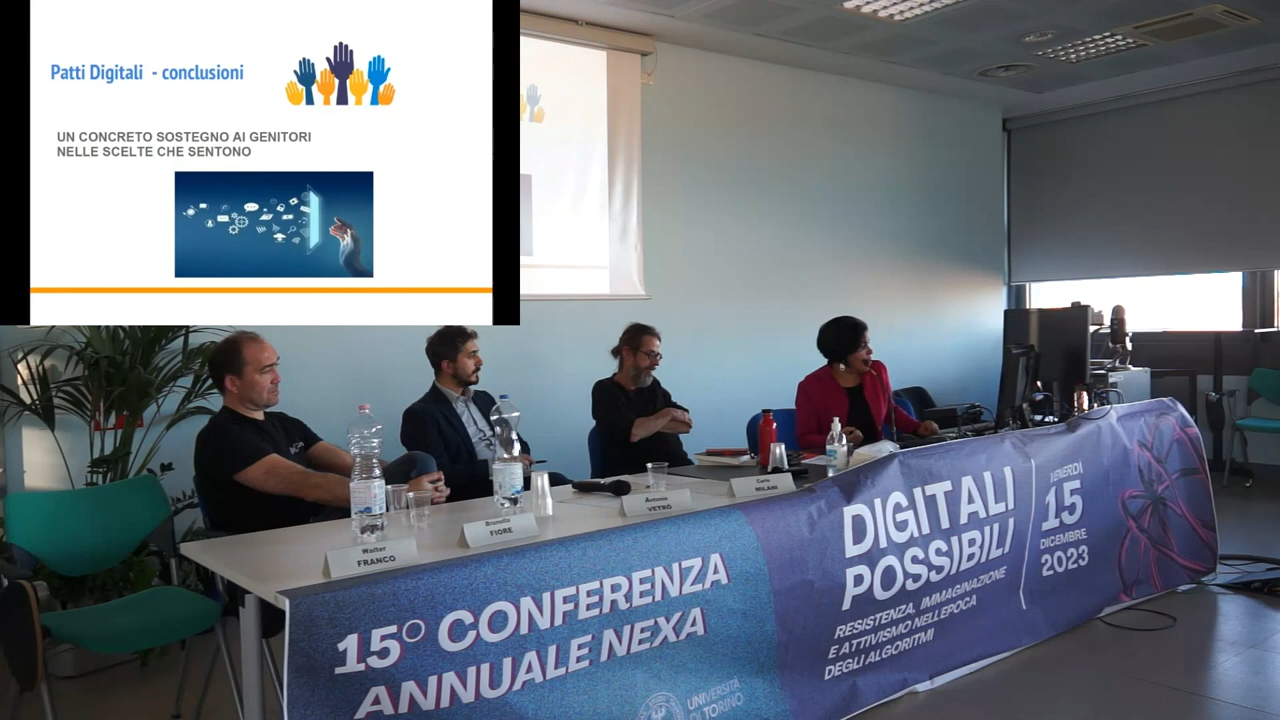 Patti Digitali - conclusioni
UN CONCRETO SOSTEGNO AI GENITORI
NELLE SCELTE CHE SENTONO
Walter
FRANCO
Brunella
FIORE
Antonio
VETRÒ
Carlo
MILANI
15° CONFERENZA
ANNUALE NEXA
UNIVERSITÀ
DI TORINO
DIGITALI
POSSIBILI
RESISTENZA, IMMAGINAZIONE
E ATTIVISMO NELL'EPOCA
DEGLI ALGORITMI
VENERDÌ
15
DICEMBRE
2023